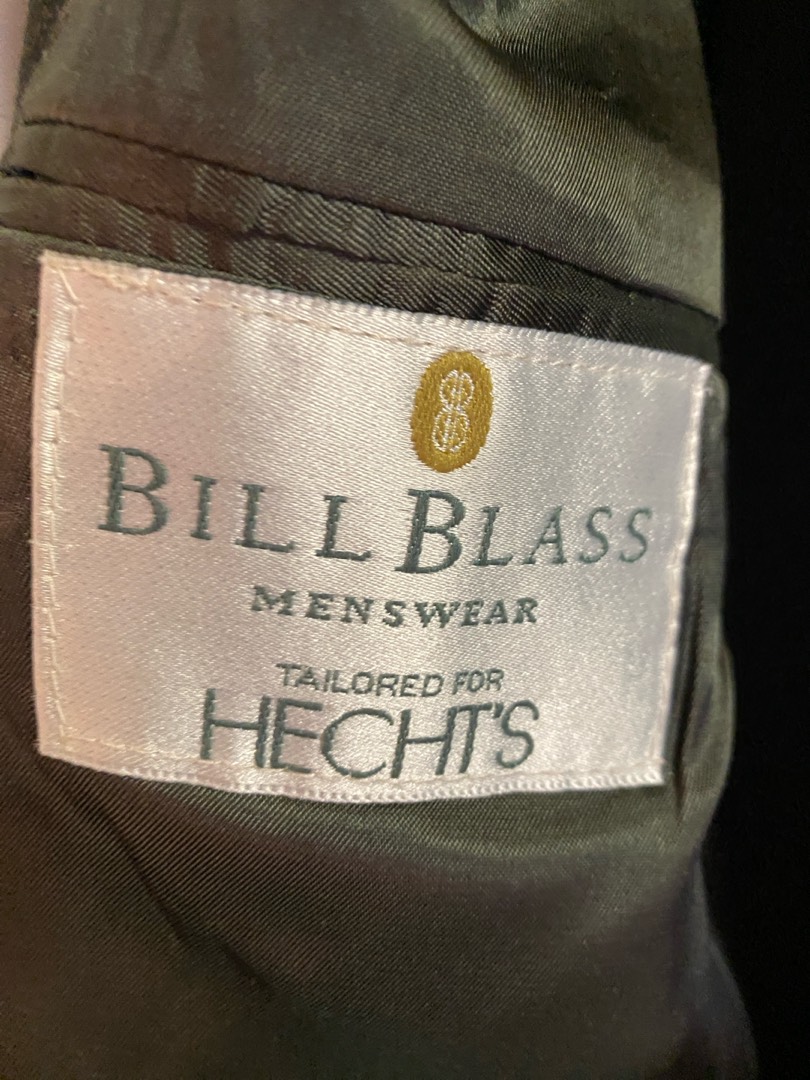 BILL BLASS
MENSWEAR
TAILORED FOR
HECHT'S